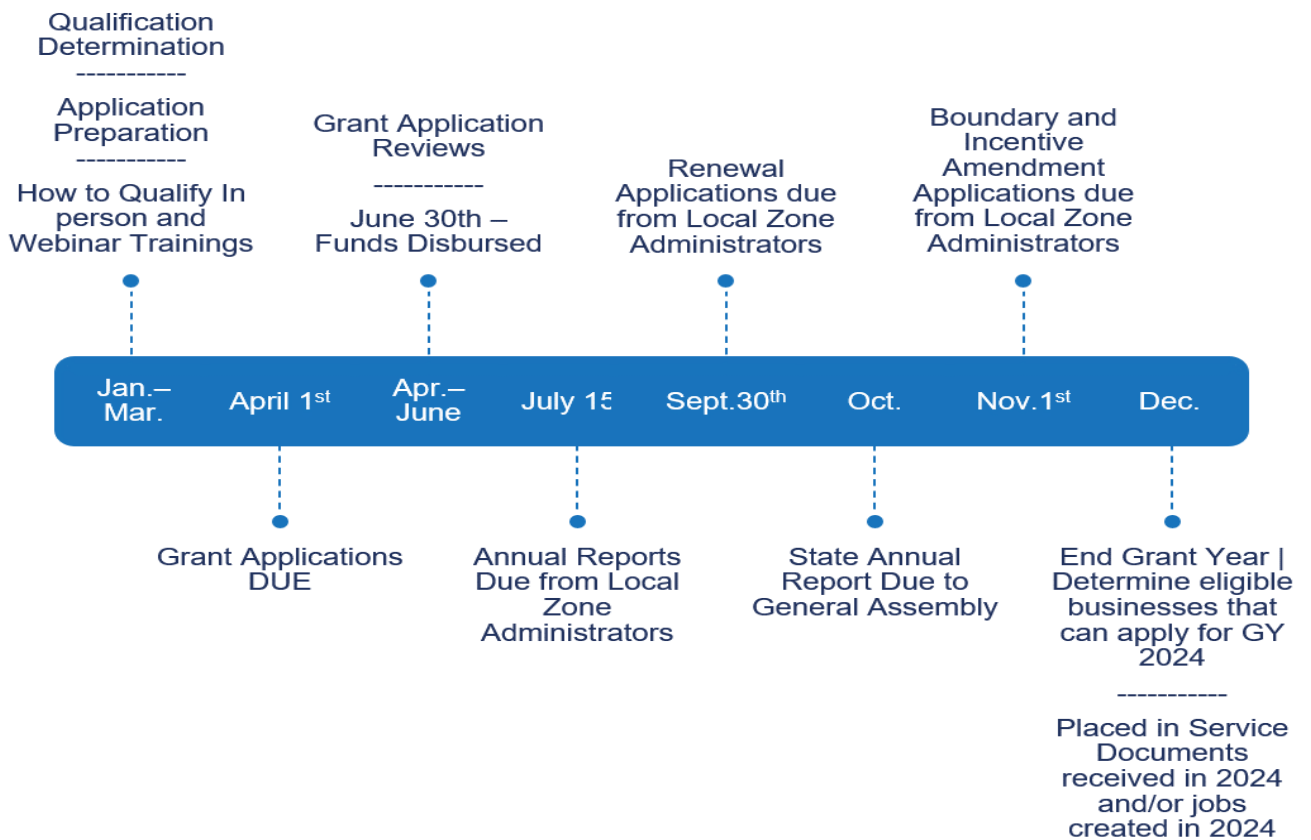 Qualification
Determination
-----------
Application
Preparation
-----------
How to Qualify In
person and
Webinar Trainings
Grant Application
Reviews
-----------
June 30th –
Funds Disbursed
Renewal
Applications due
from Local Zone
Administrators
Boundary and
Incentive
Amendment
Applications due
from Local Zone
Administrators
Jan.–
Mar.
April 1st
Apr.–
June
July 15
Sept.30th
Oct.
Nov.1st
Dec.
Grant Applications
DUE
Annual Reports
Due from Local
Zone
Administrators
State Annual
Report Due to
General Assembly
End Grant Year |
Determine eligible
businesses that
can apply for GY
2024
-----------
Placed in Service
Documents
received in 2024
and/or jobs
created in 2024